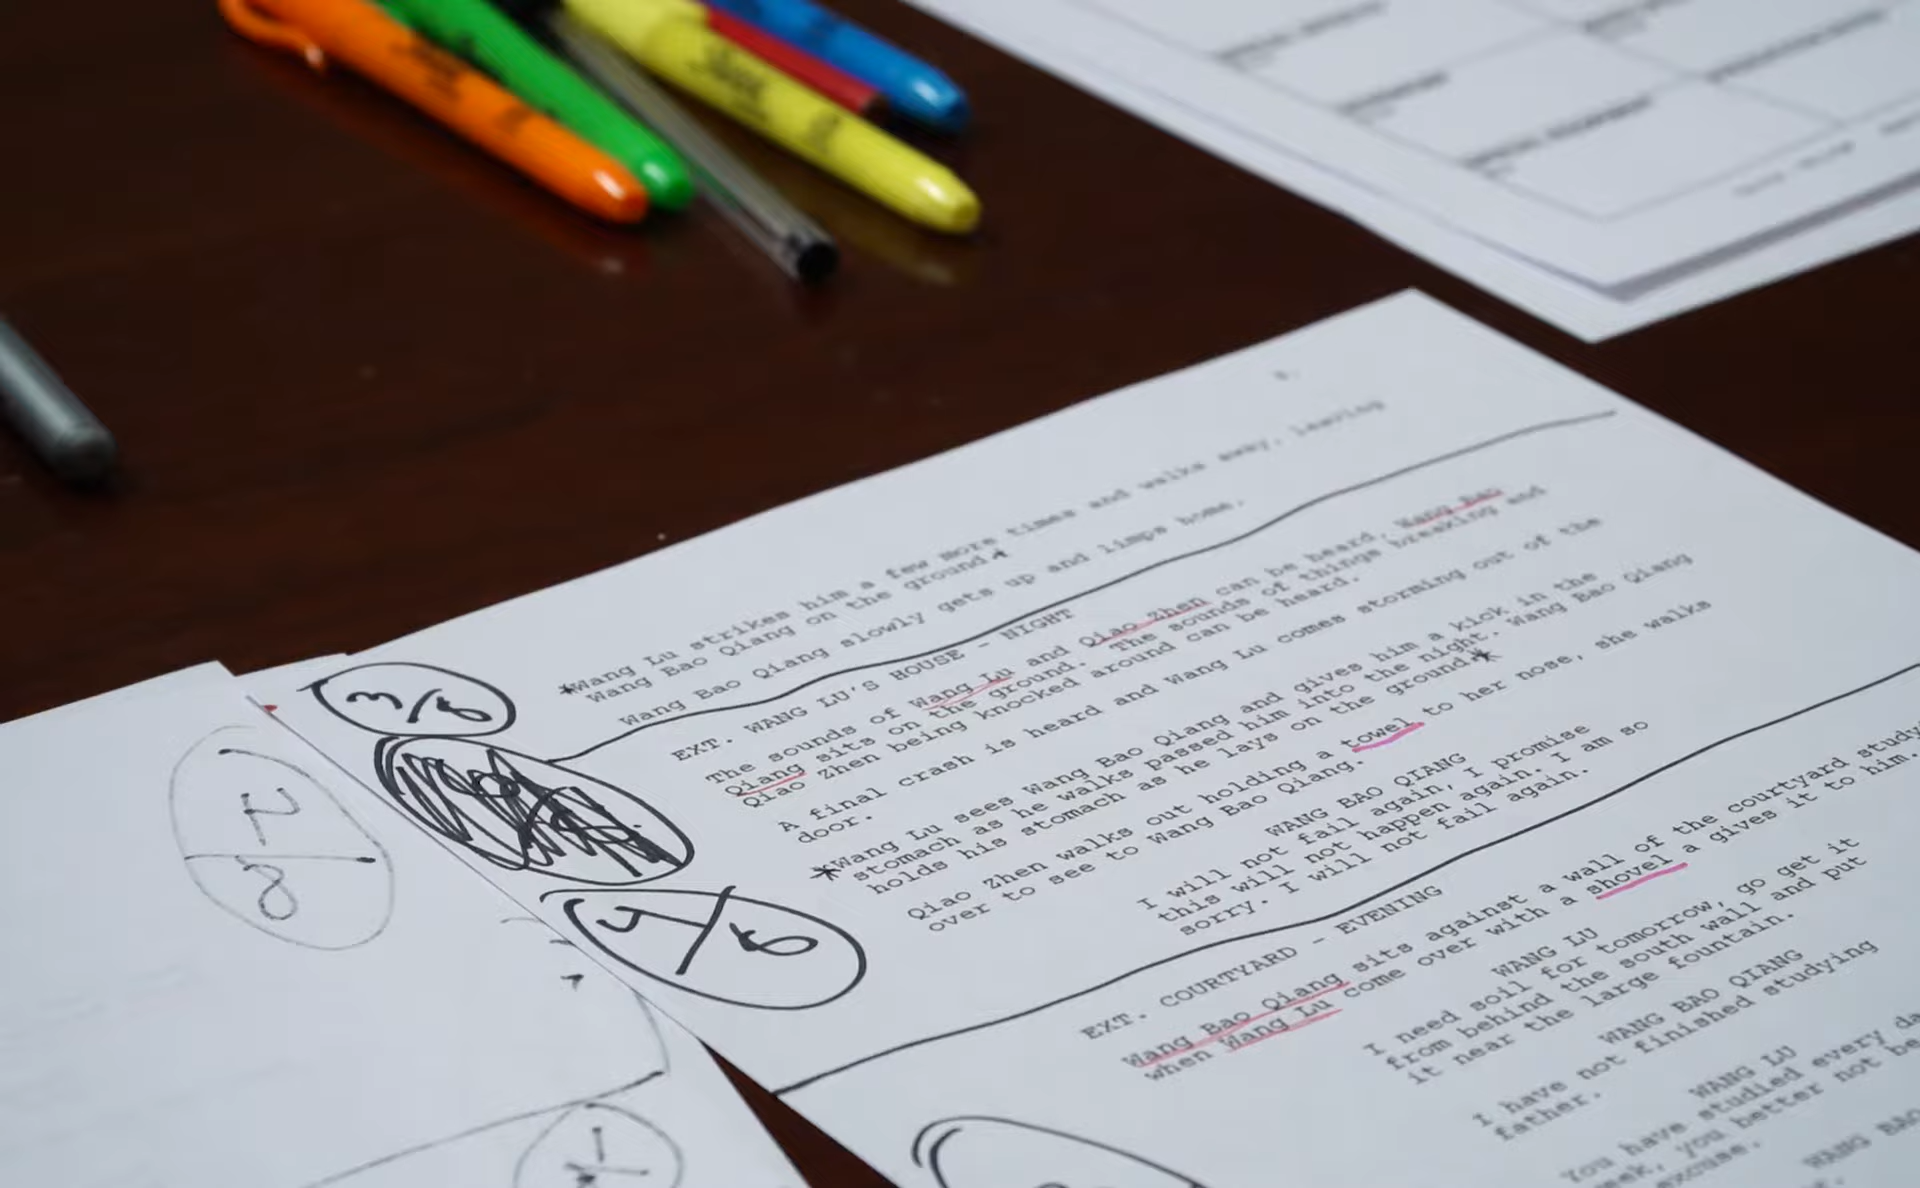 *Wang Lu strikes him a few more times and walks away, leaving
Wang Bao Qiang on the ground.*
Wang Bao Qiang slowly gets up and limps home.
3/8
EXT. WANG LU'S HOUSE - NIGHT
The sounds of Wang Lu and Qiao Zhen can be heard, Wang Bao
Qiang sits on the ground. The sounds of things breaking and
Qiao Zhen being knocked around can be heard.
A final crash is heard and Wang Lu comes storming out of the
door.
*Wang Lu sees Wang Bao Qiang and gives him a kick in the
stomach as he walks passed him into the night. Wang Bao Qiang
holds his stomach as he lays on the ground.*
Qiao Zhen walks out holding a towel to her nose, she walks
over to see to Wang Bao Qiang.
WANG BAO QIANG
I will not fail again, I promise
this will not happen again. I am so
sorry. I will not fail again.
/8
EXT. COURTYARD - EVENING
Wang Bao Qiang sits against a wall of the courtyard study
when Wang Lu come over with a shovel a gives it to him.
WANG LU
I need soil for tomorrow, go get it
from behind the south wall and put
it near the large fountain.
WANG BAO QIANG
I have not finished studying
father.
WANG LU
You have studied every da
eek, you better not be
excuse.
WANG BAO
2/8